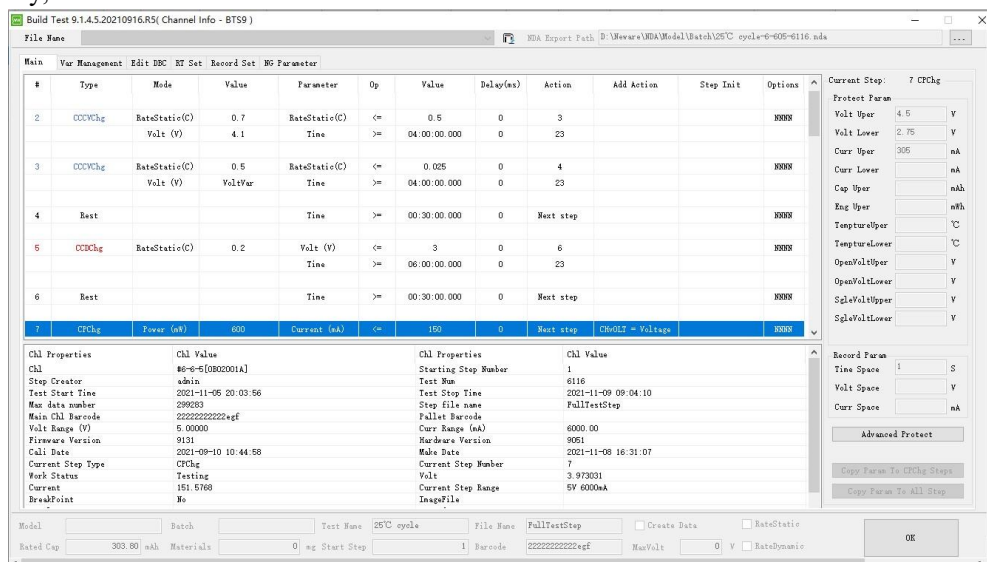 Build Test 9.1.4.5.20210916.R5( Channel Info - BTS9 )
File Name NDA Export Path D:\Neware\NDA\Model\Batch\25℃ cycle-6-605-6116.nda ...
Main Var Management Edit DBC RT Set Record Set NG Parameter
# Type Mode Value Parameter Op Value Delay(ms) Action Add Action Step Init Options
2 CCCVChg RateStatic(C) 0.7 RateStatic(C) <= 0.5 0 3 NNNN
Volt (V) 4.1 Time >= 04:00:00.000 0 23
3 CCCVChg RateStatic(C) 0.5 RateStatic(C) <= 0.025 0 4 NNNN
Volt (V) VoltVar Time >= 04:00:00.000 0 23
4 Rest Time >= 00:30:00.000 0 Next step NNNN
5 CCDChg RateStatic(C) 0.2 Volt (V) <= 3 0 6 NNNN
Time >= 06:00:00.000 0 23
6 Rest Time >= 00:30:00.000 0 Next step NNNN
7 CPChg Power (mW) 600 Current (mA) <= 150 0 Next step CHvOLT = Voltage NNNN
Current Step: 7 CPChg
Protect Param
Volt Uper 4.5 V
Volt Lower 2.75 V
Curr Uper 305 mA
Curr Lower mA
Cap Uper mAh
Eng Uper mWh
TemptureUper ℃
TemptureLower ℃
OpenVoltUper V
OpenVoltLower V
SgleVoltUpper V
SgleVoltLower V
Record Param
Time Space 1 S
Volt Space V
Curr Space mA
Advanced Protect
Copy Param To CPChg Steps
Copy Param To All Step
Chl Properties Chl Value Chl Properties Chl Value
Chl #6-6-5[0B02001A] Starting Step Number 1
Step Creator admin Test Num 6116
Test Start Time 2021-11-05 20:03:56 Test Stop Time 2021-11-09 09:04:10
Max data number 299283 Step file name FullTestStep
Main Chl Barcode 22222222222egf Pallet Barcode
Volt Range (V) 5.00000 Curr Range (mA) 6000.00
Firmware Version 9131 Hardware Version 9051
Cali Date 2021-09-10 10:44:58 Make Date 2021-11-08 16:31:07
Current Step Type CPChg Current Step Number 7
Work Status Testing Volt 3.973031
Current 151.5768 Current Step Range 5V 6000mA
BreakPoint No ImageFile
Model Batch Test Name 25℃ cycle File Name FullTestStep Create Data RateStatic
Rated Cap 303.80 mAh Materials 0 mg Start Step 1 Barcode 22222222222egf MaxVolt 0 V RateDynamic
OK